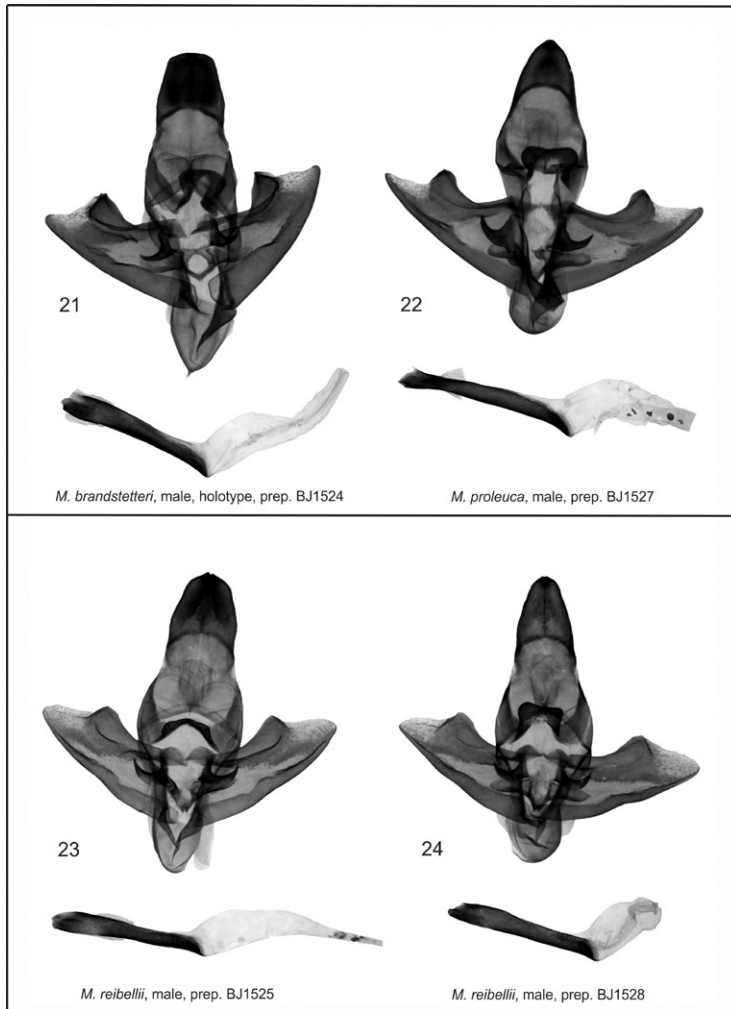 21
22
M. brandstetteri, male, holotype, prep. BJ1524
M. proleuca, male, prep. BJ1527
23
24
M. reibellii, male, prep. BJ1525
M. reibellii, male, prep. BJ1528